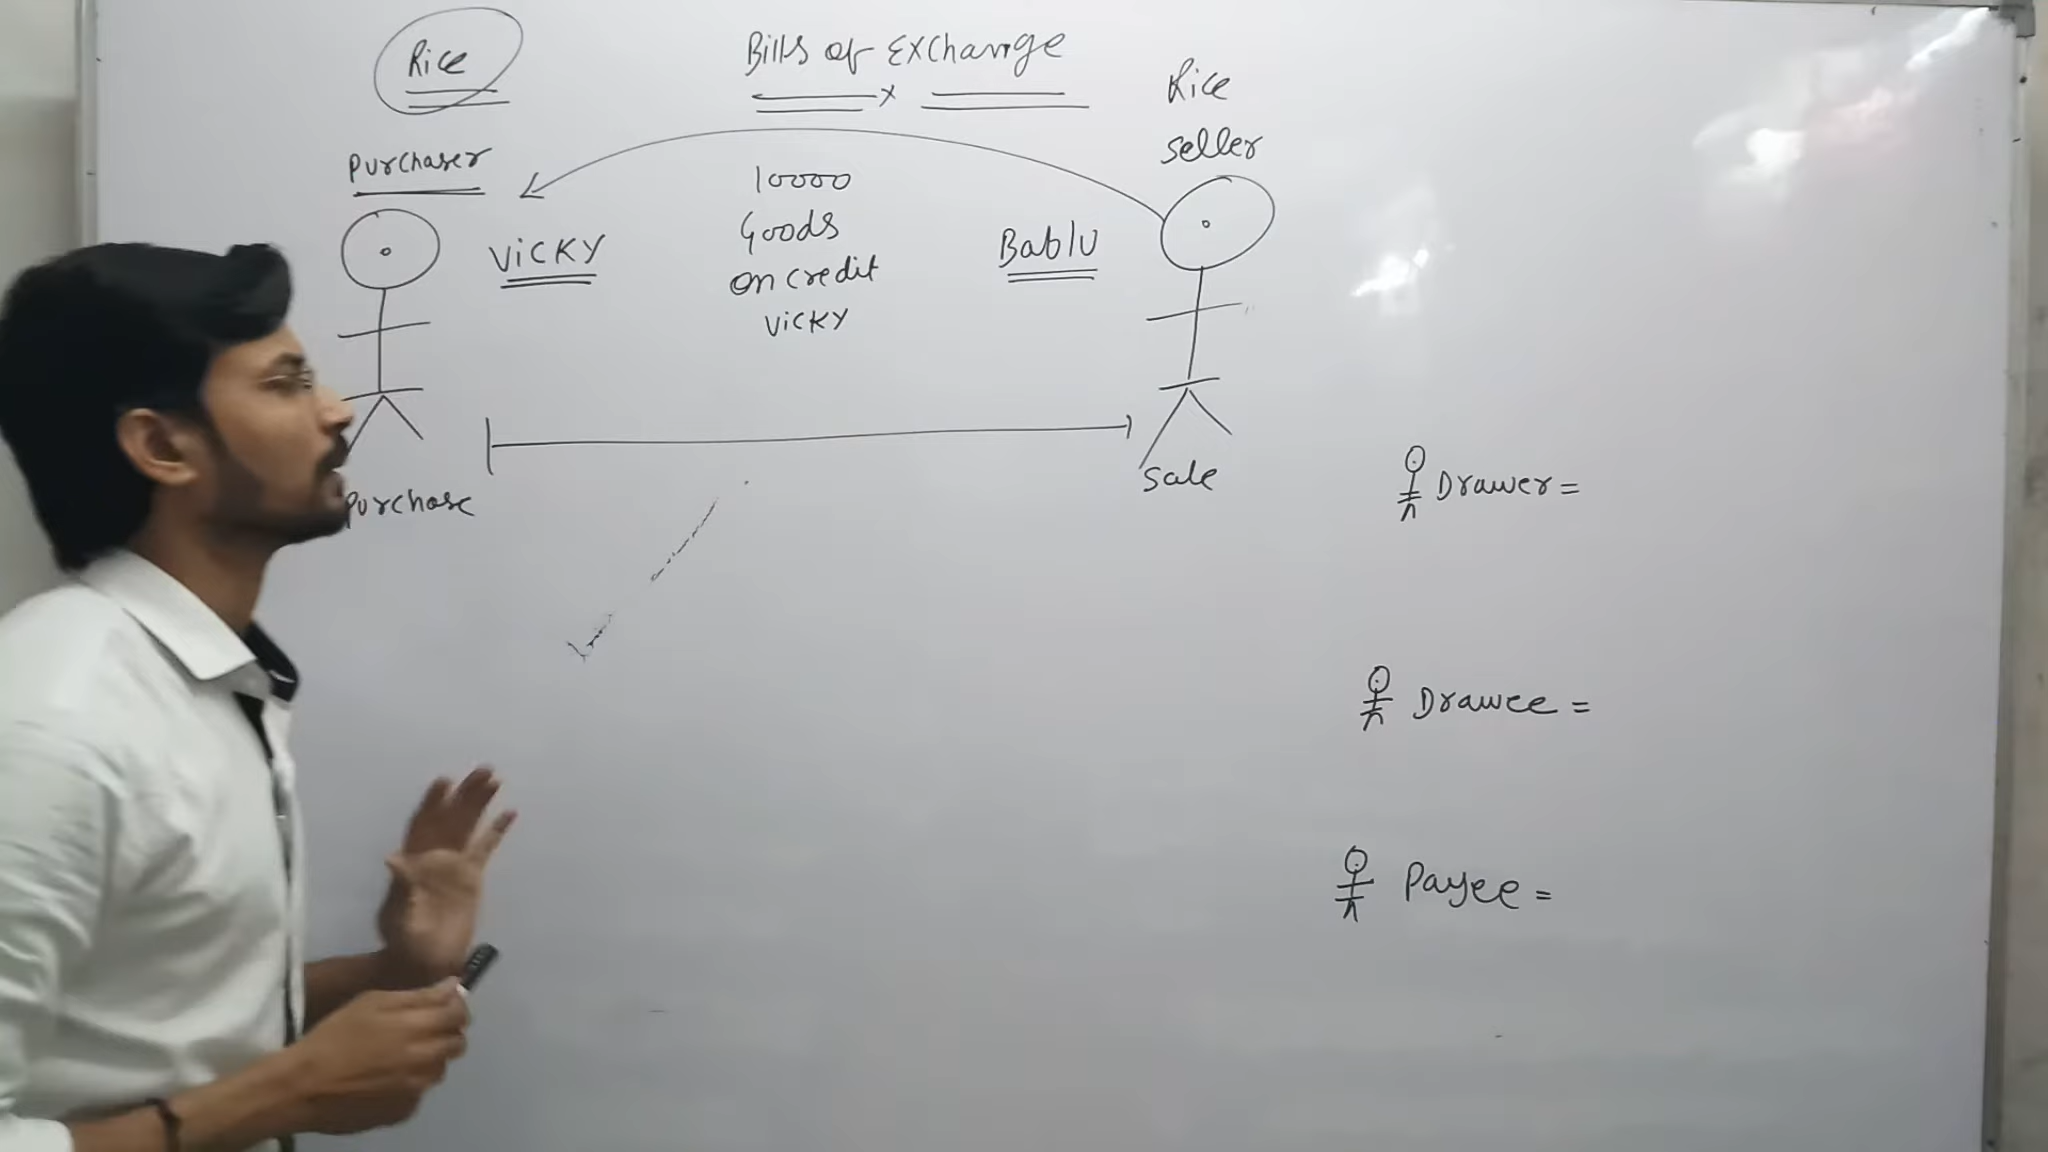 Rice
Bills of Exchange
Rice
seller
Purchaser
10000
Goods
on credit
Vicky
Vicky
Bablu
Purchase
Sale
Drawer =
Drawee =
Payee =